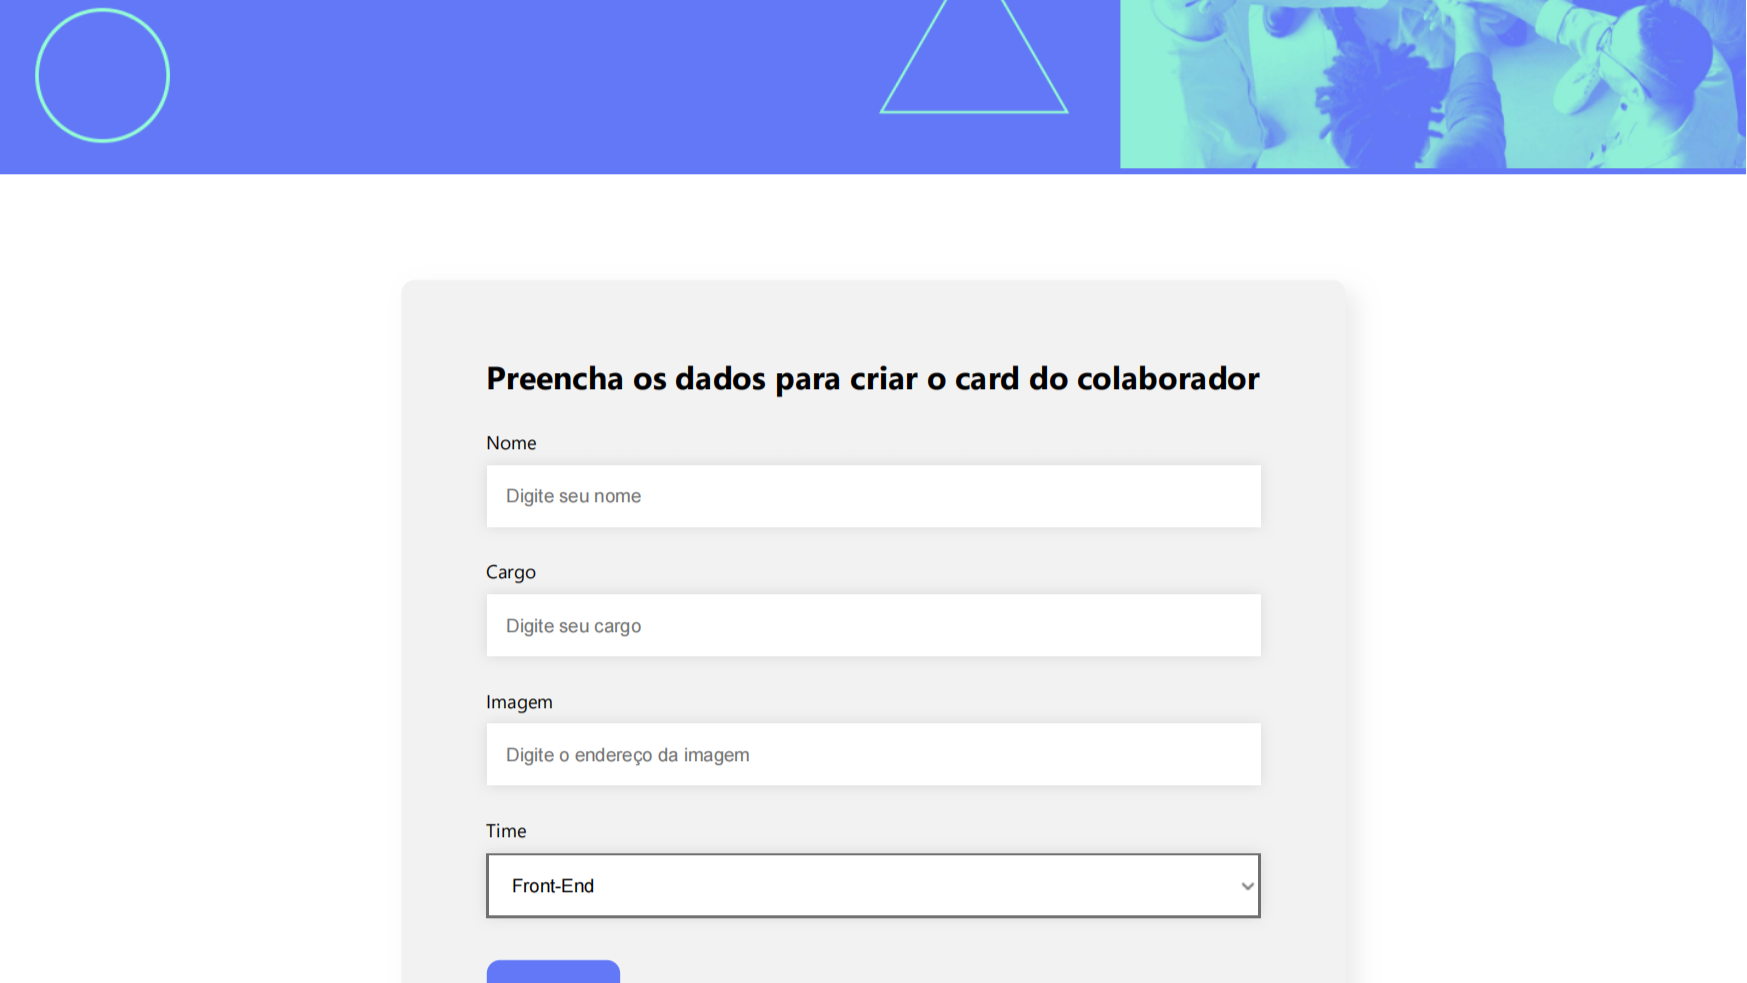 Preencha os dados para criar o card do colaborador
Nome
Digite seu nome
Cargo
Digite seu cargo
Imagem
Digite o endereço da imagem
Time
Front-End